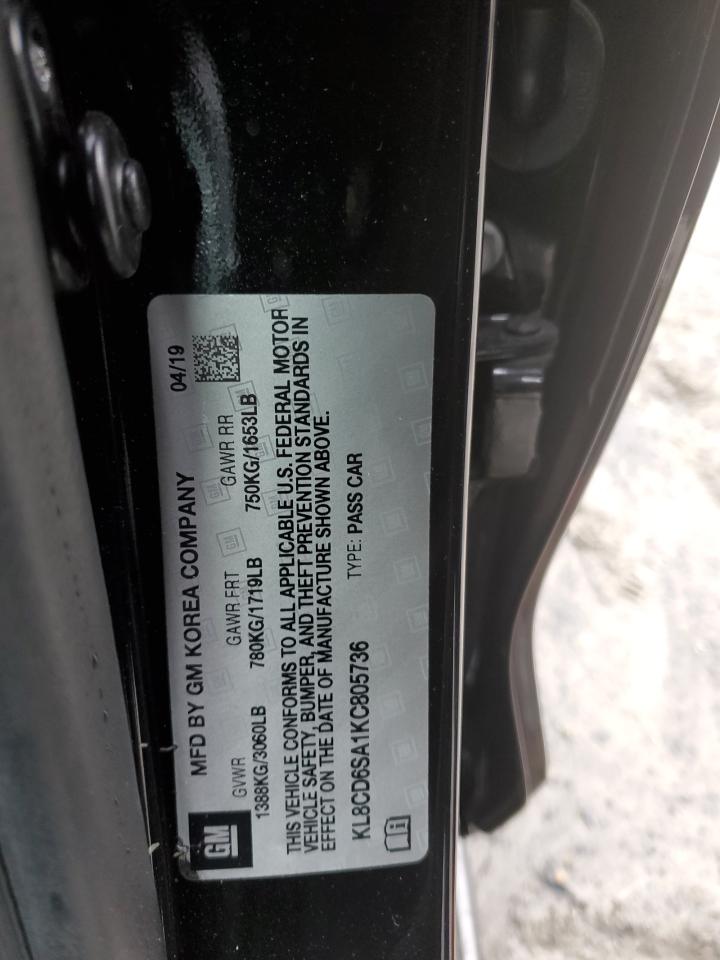 MFD BY GM KOREA COMPANY 04/19
GM
GVWR GAWR FRT GAWR RR
1388KG/3060LB 780KG/1719LB 750KG/1653LB
THIS VEHICLE CONFORMS TO ALL APPLICABLE U.S. FEDERAL MOTOR
VEHICLE SAFETY, BUMPER, AND THEFT PREVENTION STANDARDS IN
EFFECT ON THE DATE OF MANUFACTURE SHOWN ABOVE.
KL8CD6SA1KC805736 TYPE: PASS CAR